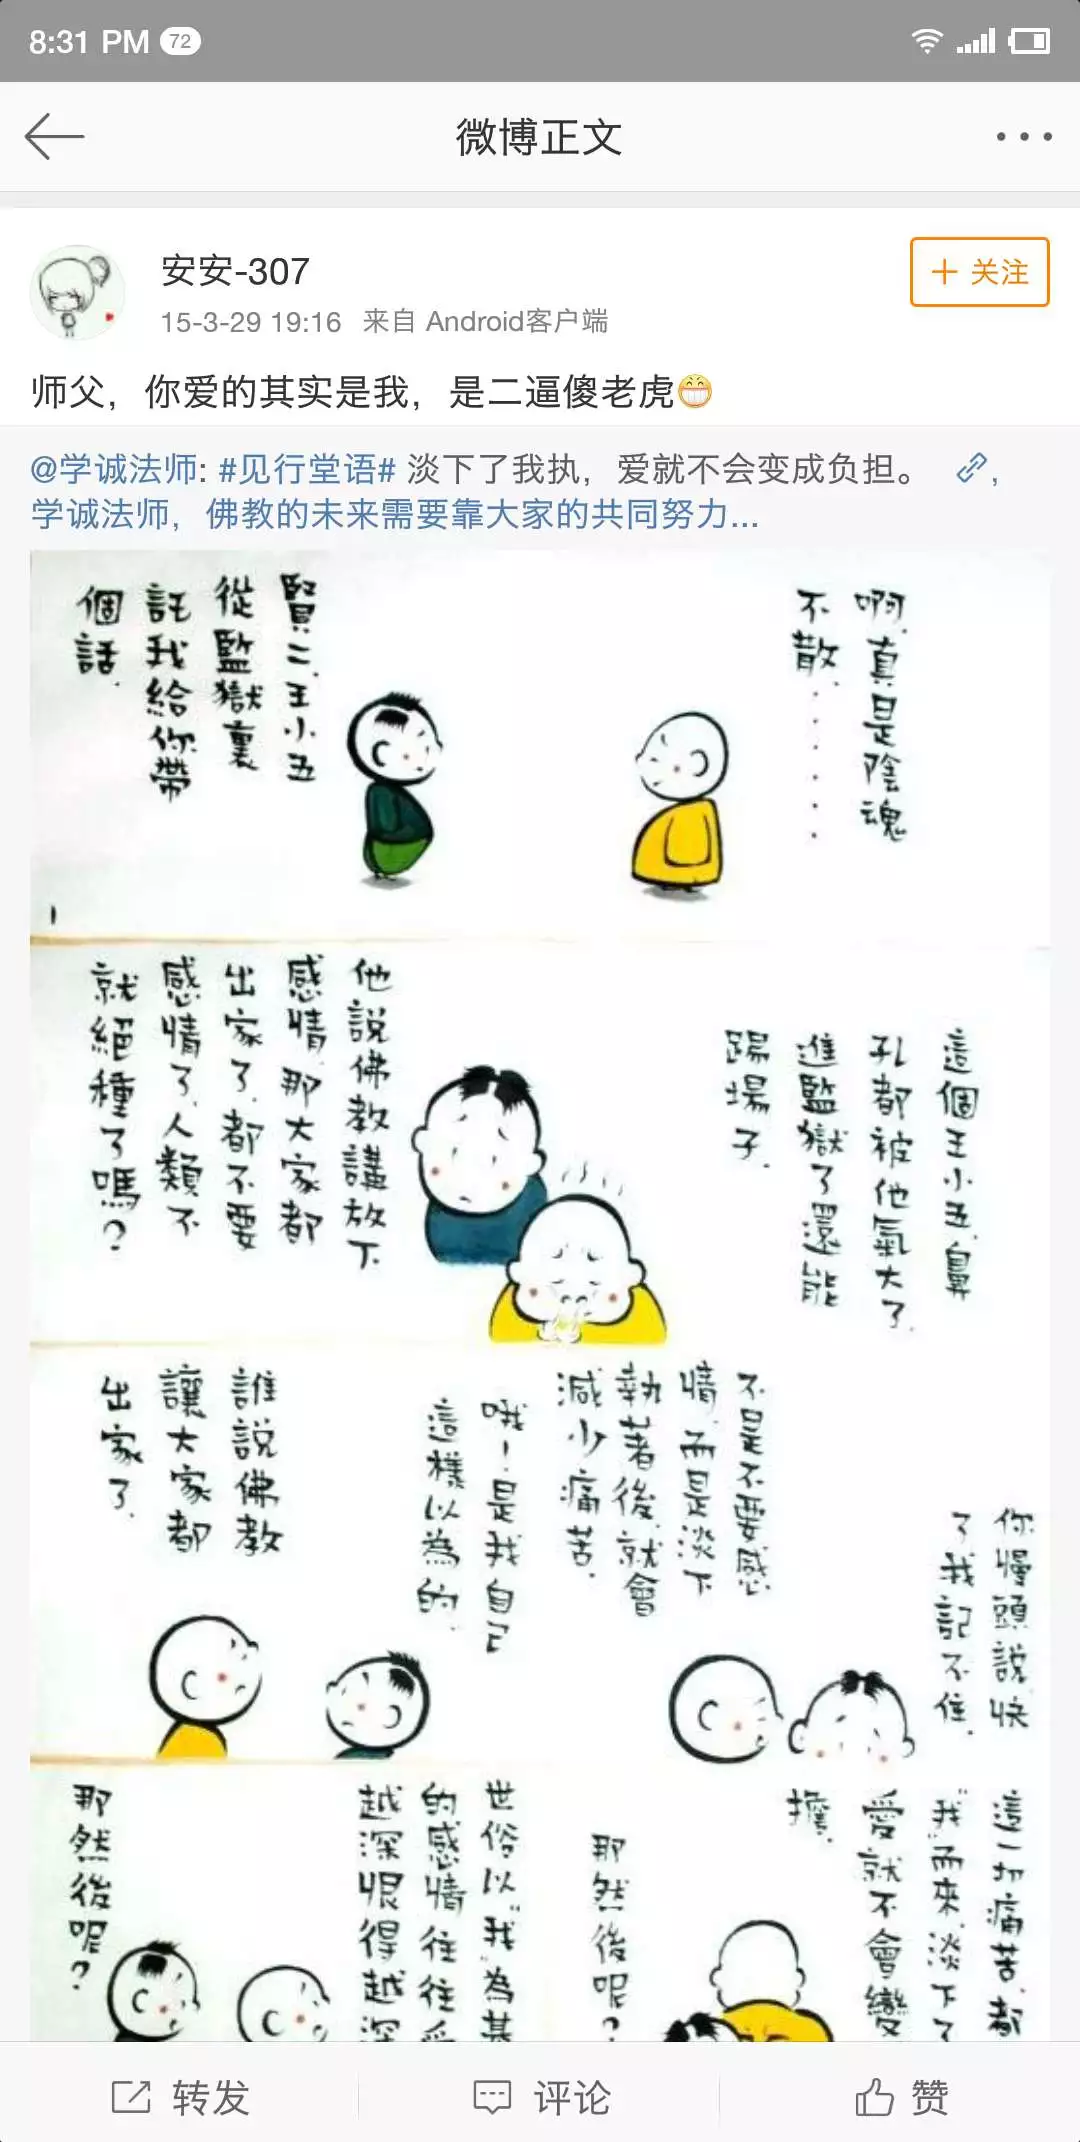 8:31 PM 72
微博正文
安安-307
+ 关注
15-3-29 19:16 来自 Android客户端
师父，你爱的其实是我，是二逼傻老虎
@学诚法师: #见行堂语# 淡下了我执，爱就不会变成负担。 ,
学诚法师，佛教的未来需要靠大家的共同努力...
賢二.王小五
從監獄裏
託我給你帶
個話.
啊.真是陰魂
不散.......
1
他說佛教講放下
感情.那大家都
出家了.都不要
感情了.人類不
就絕種了嗎?
這個王小五.鼻
孔都被他氣大了.
進監獄了還能
踢場子.
誰說佛教
讓大家都
出家了.
哦!是我自己
這樣以為的.
不是不要感
情.而是淡下
執著後.就會
減少痛苦.
你慢點說.快
了我記不住.
世俗以"我"為基
的感情往往愛
越深恨得越深
那然後呢?
這一切痛苦.都
"我"而來.淡下了
愛就不會變
擔.
那然後呢?
转发
评论
赞